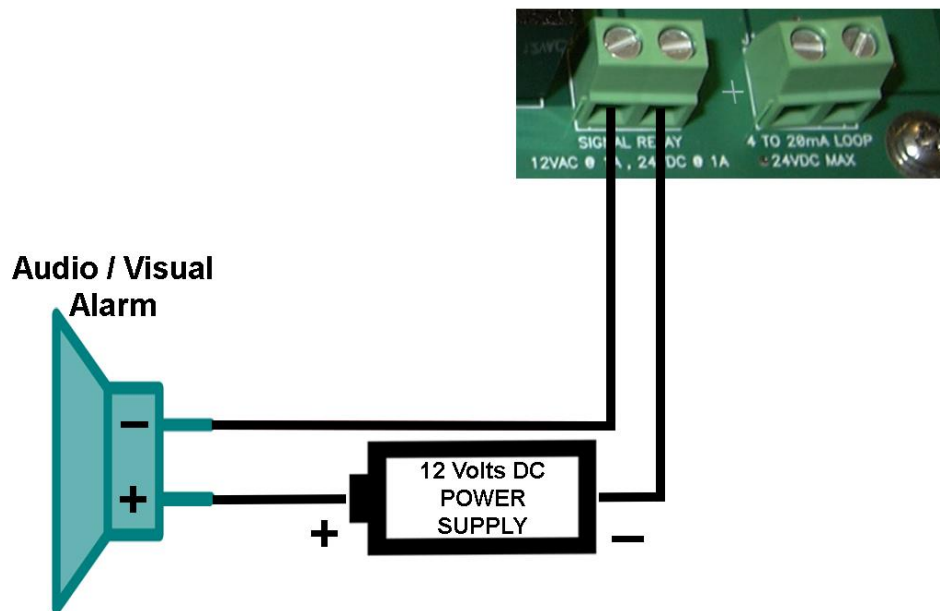 12VAC
SIGNAL RELAY
12VAC @ 1A , 24VDC @ 1A
+
4 TO 20mA LOOP
24VDC MAX
Audio / Visual
Alarm
−
+
12 Volts DC
POWER
SUPPLY
+
−